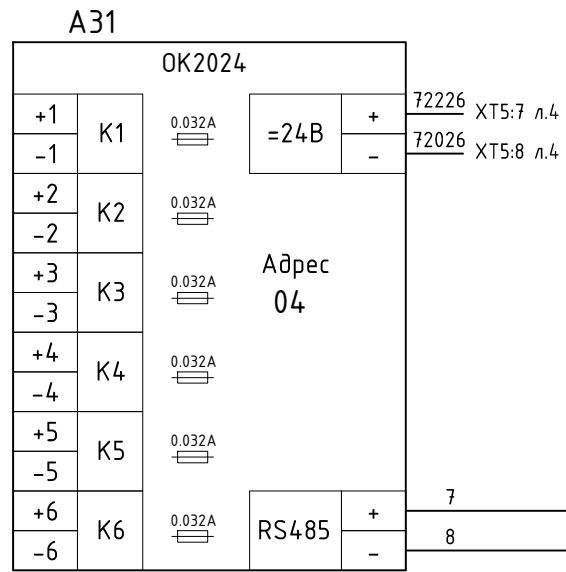 А31
ОК2024
+1 К1 0.032А =24В + 72226 ХТ5:7 л.4
-1 - 72026 ХТ5:8 л.4
+2 К2 0.032А
-2
+3 К3 0.032А Адрес
-3 04
+4 К4 0.032А
-4
+5 К5 0.032А
-5
+6 К6 0.032А RS485 + 7
-6 - 8